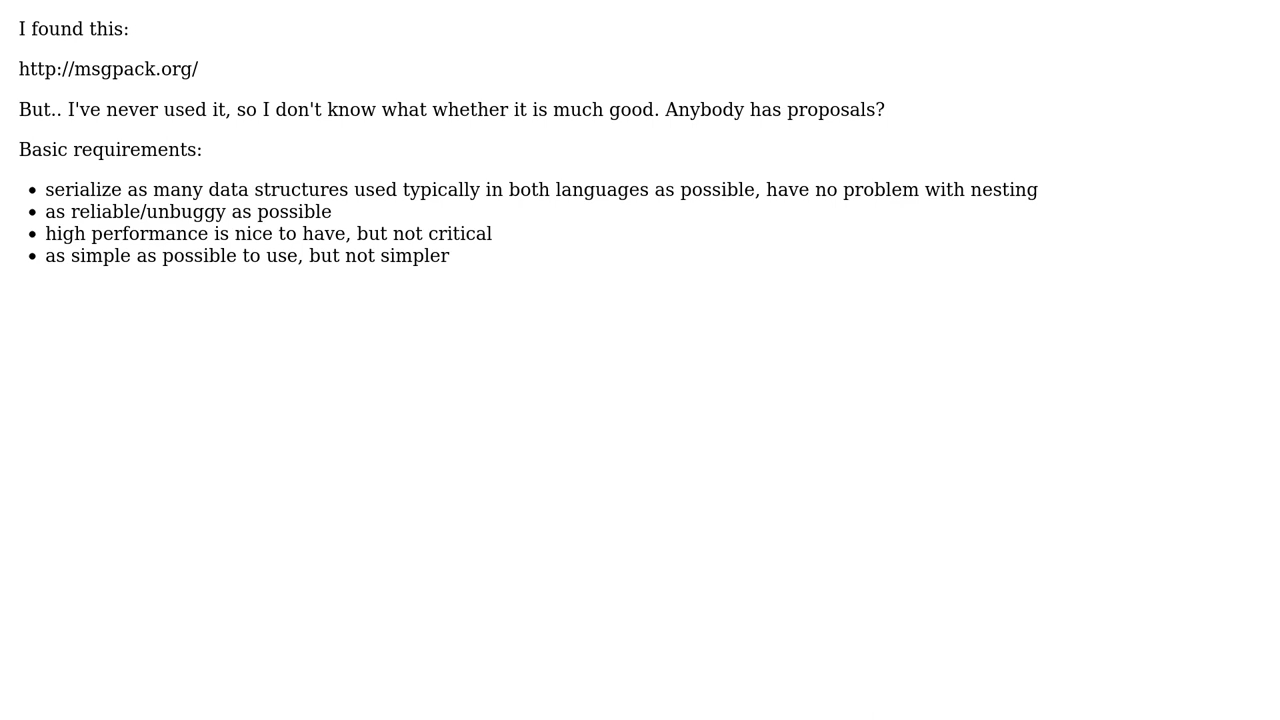 I found this:
http://msgpack.org/
But.. I've never used it, so I don't know what whether it is much good. Anybody has proposals?
Basic requirements:
• serialize as many data structures used typically in both languages as possible, have no problem with nesting
• as reliable/unbuggy as possible
• high performance is nice to have, but not critical
• as simple as possible to use, but not simpler